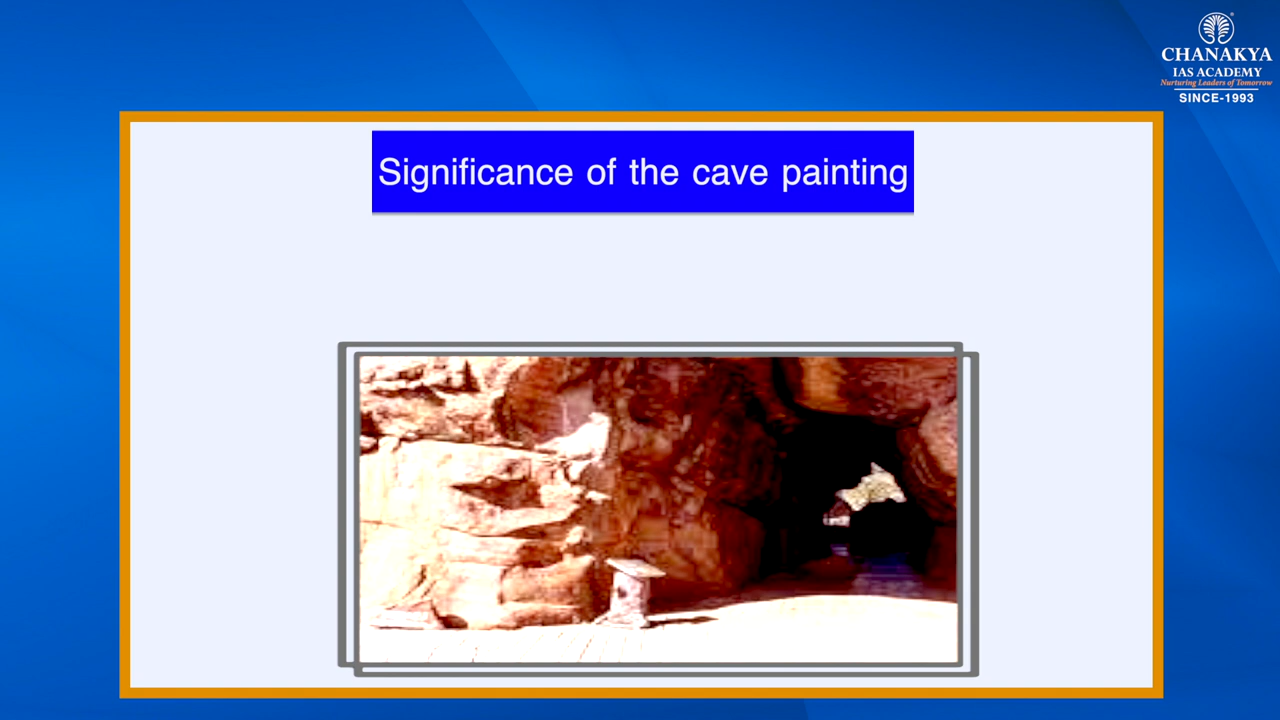 CHANAKYA
IAS ACADEMY
Nurturing Leaders of Tomorrow
SINCE-1993
Significance of the cave painting